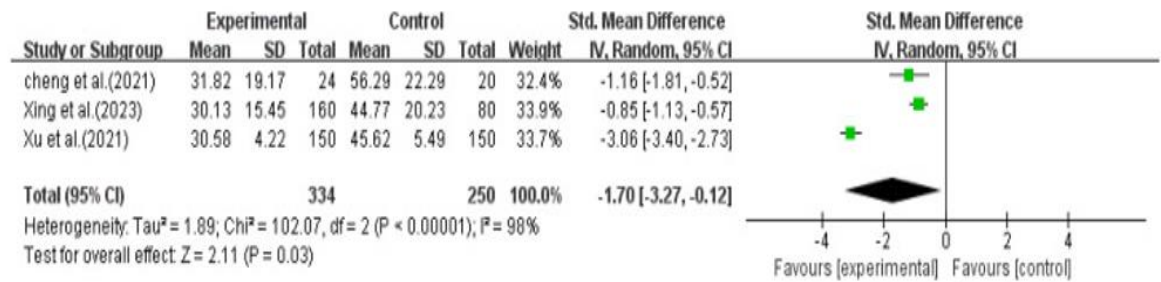 Experimental Control Std. Mean Difference Std. Mean Difference
Study or Subgroup Mean SD Total Mean SD Total Weight IV, Random, 95% CI IV, Random, 95% CI
cheng et al.(2021) 31.82 19.17 24 56.29 22.29 20 32.4% -1.16 [-1.81, -0.52]
Xing et al.(2023) 30.13 15.45 160 44.77 20.23 80 33.9% -0.85 [-1.13, -0.57]
Xu et al.(2021) 30.58 4.22 150 45.62 5.49 150 33.7% -3.06 [-3.40, -2.73]
Total (95% CI) 334 250 100.0% -1.70 [-3.27, -0.12]
Heterogeneity: Tau² = 1.89; Chi² = 102.07, df = 2 (P < 0.00001); I² = 98%
Test for overall effect: Z = 2.11 (P = 0.03)
-4 -2 0 2 4
Favours [experimental] Favours [control]